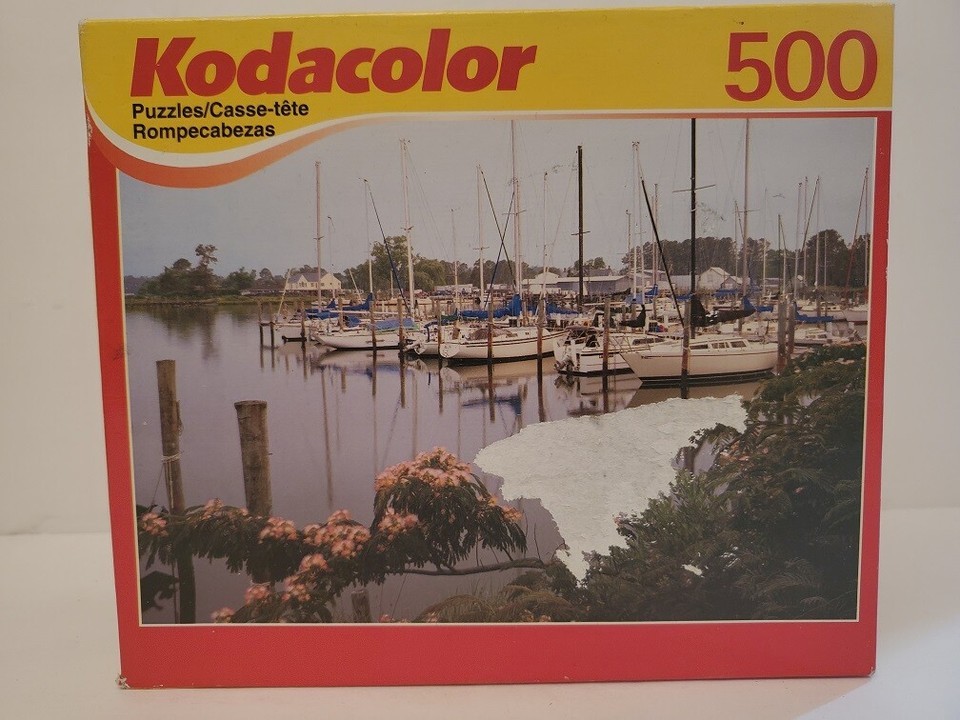 Kodacolor 500
Puzzles/Casse-tête
Rompecabezas